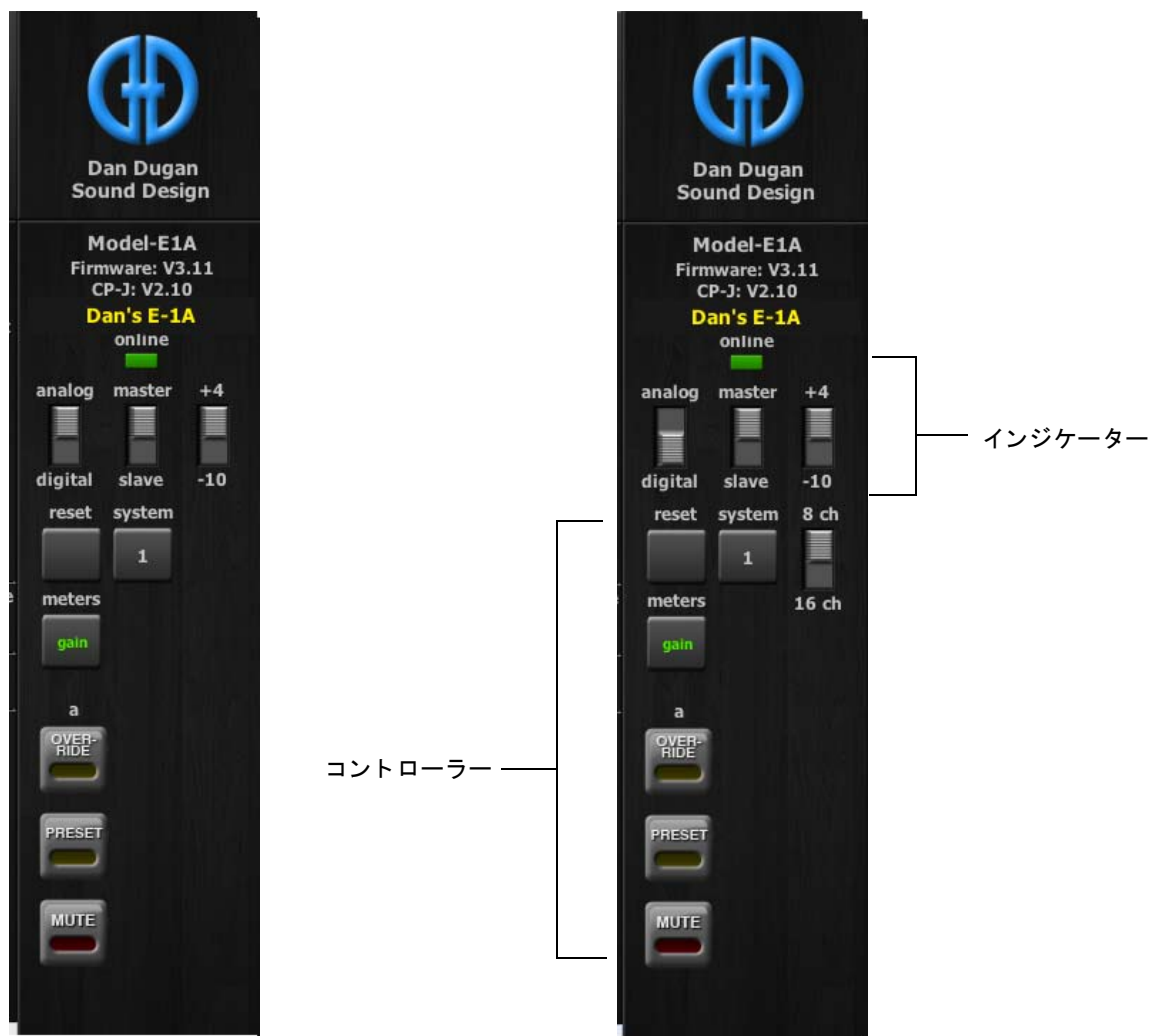 Dan Dugan
Sound Design
Model-E1A
Firmware: V3.11
CP-J: V2.10
Dan's E-1A
online
analog master +4
digital slave -10
reset system
1
meters
gain
a
OVER-
RIDE
PRESET
MUTE
Dan Dugan
Sound Design
Model-E1A
Firmware: V3.11
CP-J: V2.10
Dan's E-1A
online
analog master +4
digital slave -10
reset system 8 ch
1
meters 16 ch
gain
a
OVER-
RIDE
PRESET
MUTE
インジケーター
コントローラー